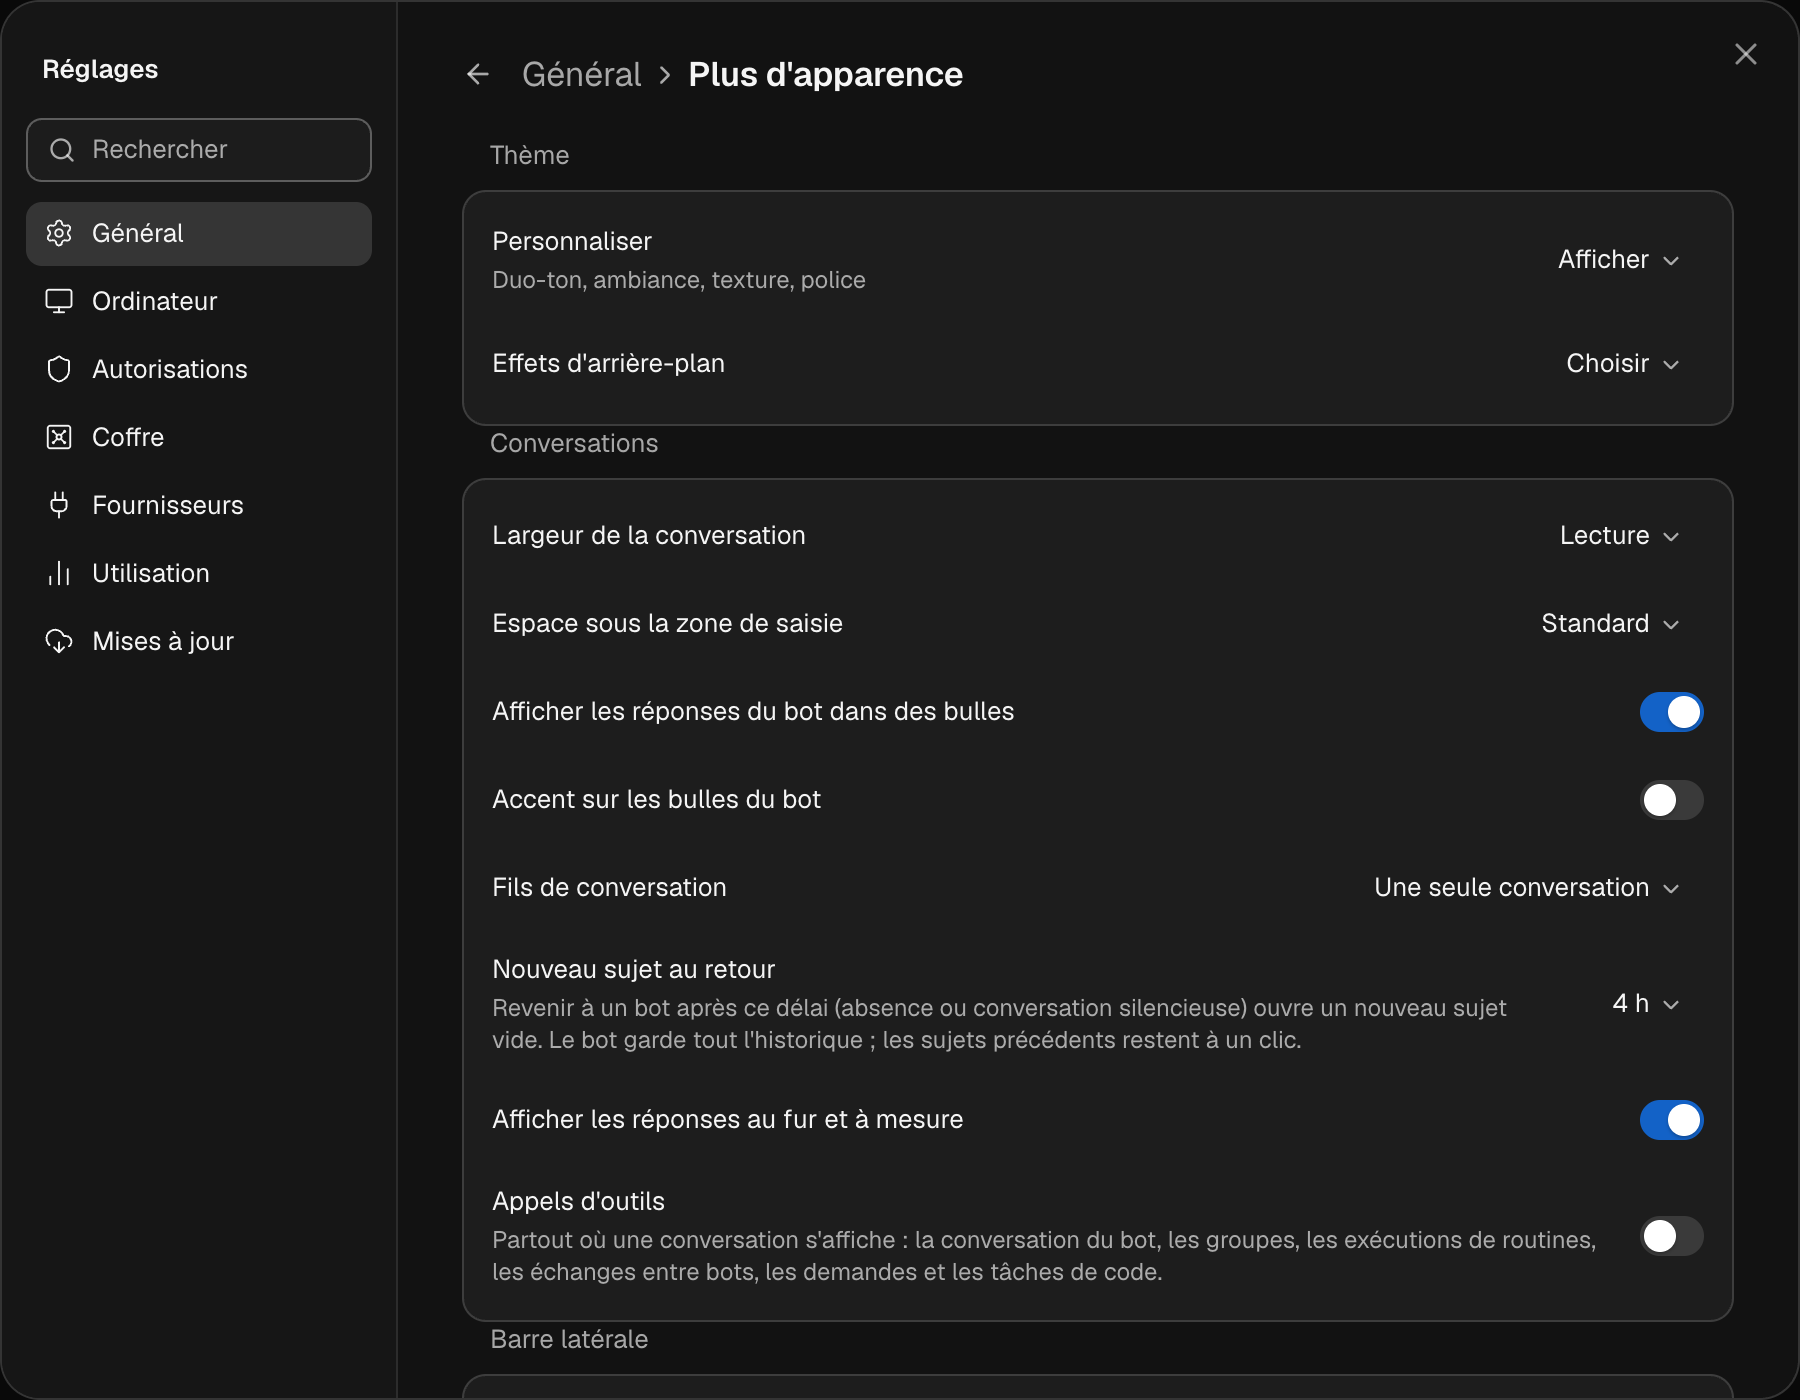 Réglages
Rechercher
Général
Ordinateur
Autorisations
Coffre
Fournisseurs
Utilisation
Mises à jour
Général > Plus d'apparence
Thème
Personnaliser
Duo-ton, ambiance, texture, police
Afficher
Effets d'arrière-plan
Choisir
Conversations
Largeur de la conversation
Lecture
Espace sous la zone de saisie
Standard
Afficher les réponses du bot dans des bulles
Accent sur les bulles du bot
Fils de conversation
Une seule conversation
Nouveau sujet au retour
Revenir à un bot après ce délai (absence ou conversation silencieuse) ouvre un nouveau sujet
vide. Le bot garde tout l'historique ; les sujets précédents restent à un clic.
4 h
Afficher les réponses au fur et à mesure
Appels d'outils
Partout où une conversation s'affiche : la conversation du bot, les groupes, les exécutions de routines,
les échanges entre bots, les demandes et les tâches de code.
Barre latérale